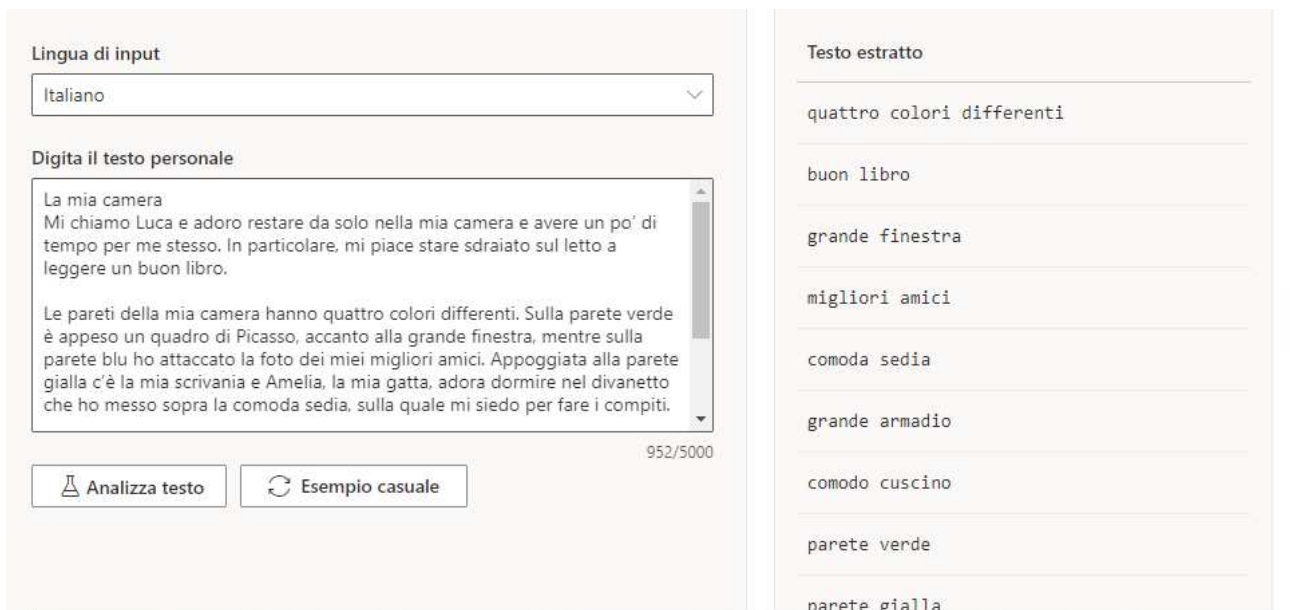 Lingua di input
Italiano
Digita il testo personale
La mia camera
Mi chiamo Luca e adoro restare da solo nella mia camera e avere un po’ di
tempo per me stesso. In particolare, mi piace stare sdraiato sul letto a
leggere un buon libro.
Le pareti della mia camera hanno quattro colori differenti. Sulla parete verde
è appeso un quadro di Picasso, accanto alla grande finestra, mentre sulla
parete blu ho attaccato la foto dei miei migliori amici. Appoggiata alla parete
gialla c’è la mia scrivania e Amelia, la mia gatta, adora dormire nel divanetto
che ho messo sopra la comoda sedia, sulla quale mi siedo per fare i compiti.
952/5000
Analizza testo
Esempio casuale
Testo estratto
quattro colori differenti
buon libro
grande finestra
migliori amici
comoda sedia
grande armadio
comodo cuscino
parete verde
parete gialla